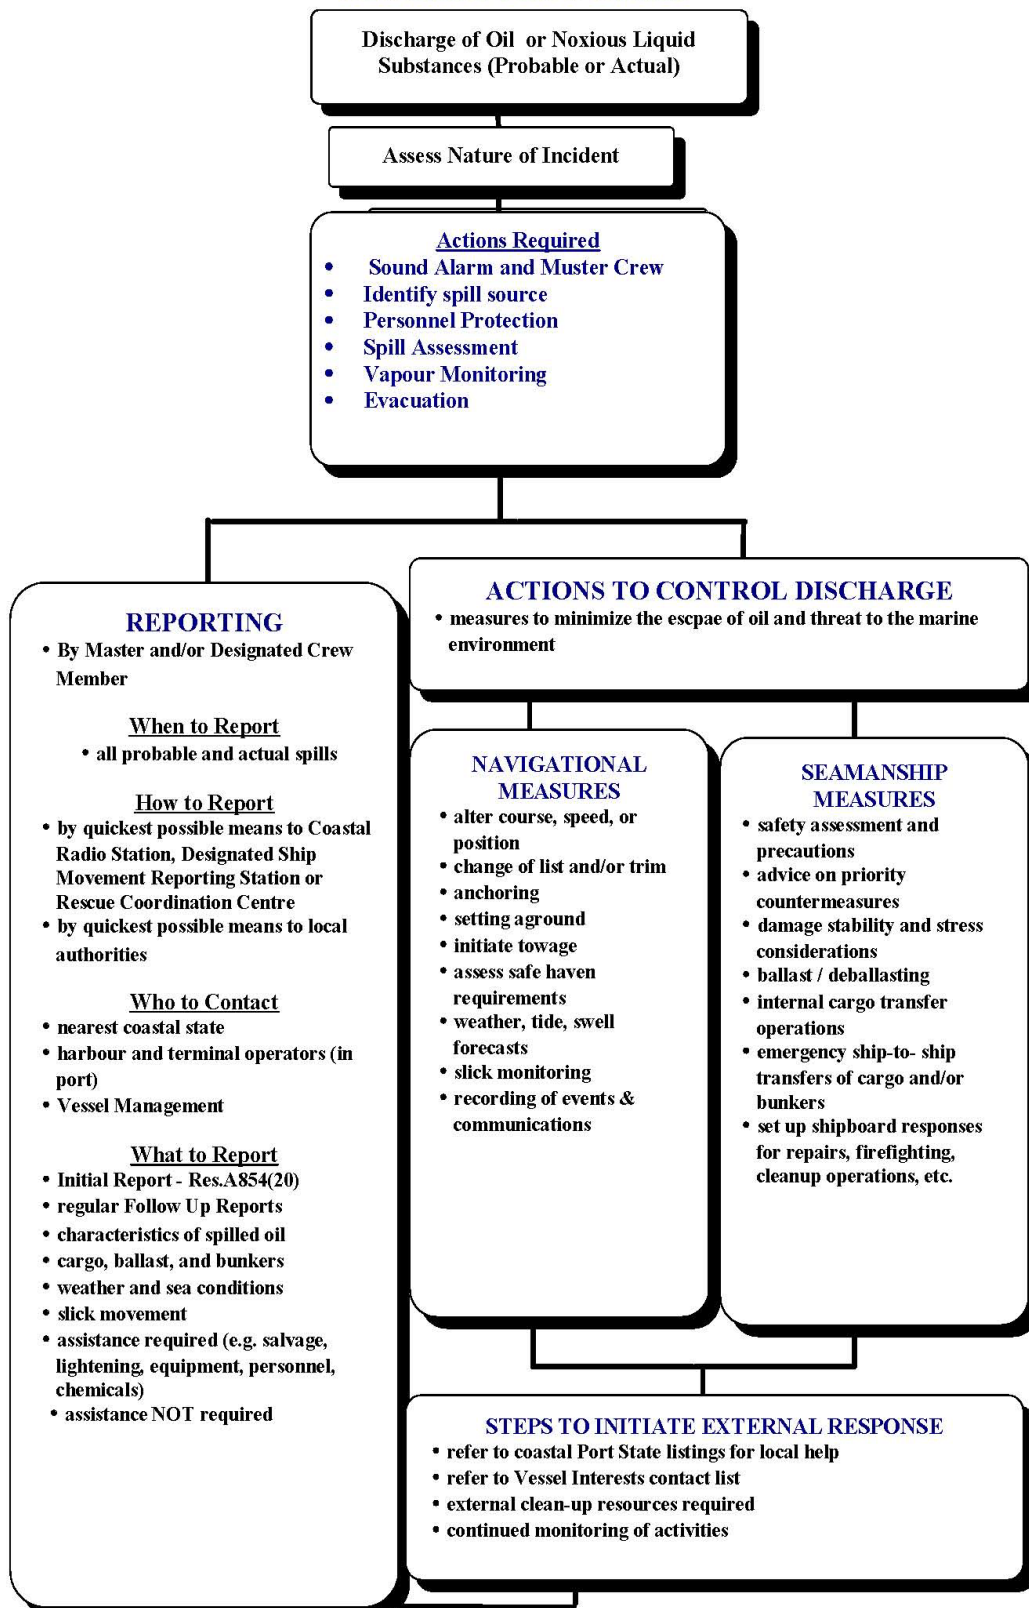 Discharge of Oil or Noxious Liquid
Substances (Probable or Actual)
Assess Nature of Incident
Actions Required
• Sound Alarm and Muster Crew
• Identify spill source
• Personnel Protection
• Spill Assessment
• Vapour Monitoring
• Evacuation
REPORTING
• By Master and/or Designated Crew
Member
When to Report
• all probable and actual spills
How to Report
• by quickest possible means to Coastal
Radio Station, Designated Ship
Movement Reporting Station or
Rescue Coordination Centre
• by quickest possible means to local
authorities
Who to Contact
• nearest coastal state
• harbour and terminal operators (in
port)
• Vessel Management
What to Report
• Initial Report - Res.A854(20)
• regular Follow Up Reports
• characteristics of spilled oil
• cargo, ballast, and bunkers
• weather and sea conditions
• slick movement
• assistance required (e.g. salvage,
lightening, equipment, personnel,
chemicals)
• assistance NOT required
ACTIONS TO CONTROL DISCHARGE
• measures to minimize the escpae of oil and threat to the marine
environment
NAVIGATIONAL
MEASURES
• alter course, speed, or
position
• change of list and/or trim
• anchoring
• setting aground
• initiate towage
• assess safe haven
requirements
• weather, tide, swell
forecasts
• slick monitoring
• recording of events &
communications
SEAMANSHIP
MEASURES
• safety assessment and
precautions
• advice on priority
countermeasures
• damage stability and stress
considerations
• ballast / deballasting
• internal cargo transfer
operations
• emergency ship-to- ship
transfers of cargo and/or
bunkers
• set up shipboard responses
for repairs, firefighting,
cleanup operations, etc.
STEPS TO INITIATE EXTERNAL RESPONSE
• refer to coastal Port State listings for local help
• refer to Vessel Interests contact list
• external clean-up resources required
• continued monitoring of activities